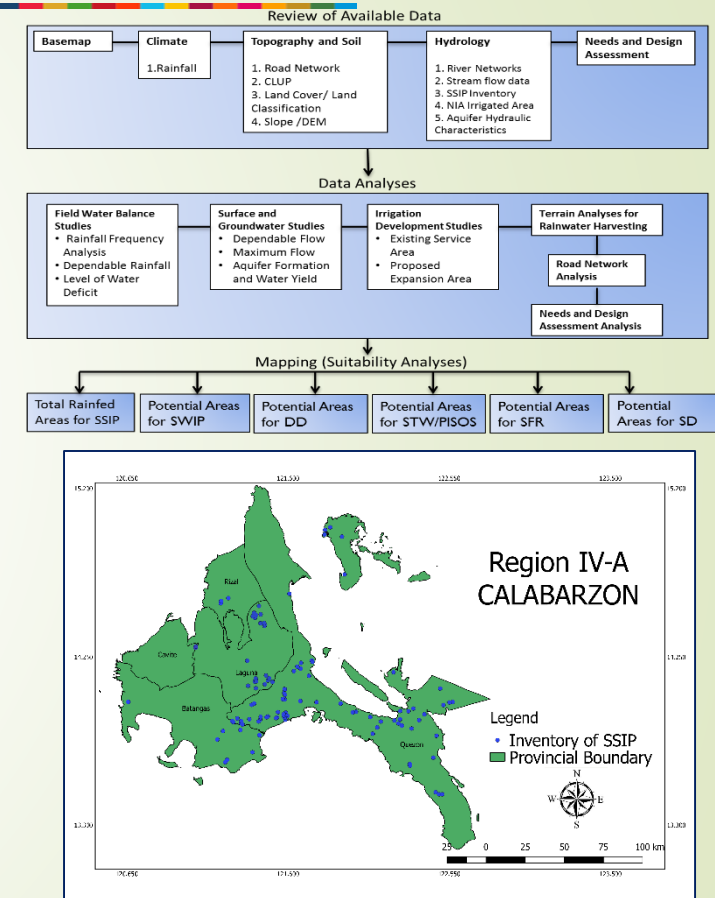 Review of Available Data
Basemap
Climate
1.Rainfall
Topography and Soil
1. Road Network
2. CLUP
3. Land Cover/ Land
Classification
4. Slope /DEM
Hydrology
1. River Networks
2. Stream flow data
3. SSIP Inventory
4. NIA Irrigated Area
5. Aquifer Hydraulic
Characteristics
Needs and Design
Assessment
Data Analyses
Field Water Balance
Studies
• Rainfall Frequency
Analysis
• Dependable Rainfall
• Level of Water
Deficit
Surface and
Groundwater Studies
• Dependable Flow
• Maximum Flow
• Aquifer Formation
and Water Yield
Irrigation
Development Studies
• Existing Service
Area
• Proposed
Expansion Area
Terrain Analyses for
Rainwater Harvesting
Road Network
Analysis
Needs and Design
Assessment Analysis
Mapping (Suitability Analyses)
Total Rainfed
Areas for SSIP
Potential Areas
for SWIP
Potential Areas
for DD
Potential Areas
for STW/PISOS
Potential Areas
for SFR
Potential
Areas for SD
121.500
122.550
Region IV-A
CALABARZON
Rizal
Cavite
Laguna
Batangas
Quezon
Legend
Inventory of SSIP
Provincial Boundary
N
W E
S
25 0 25 50 75 100 km